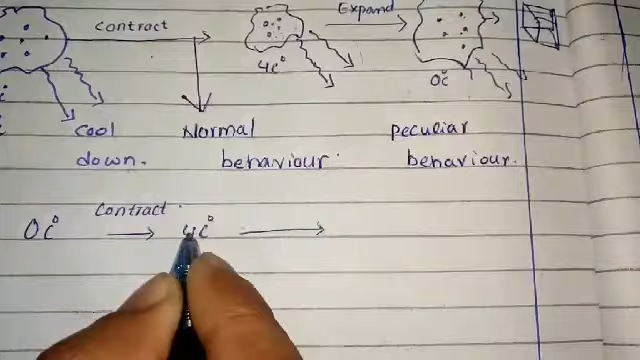 Contract Expand
4c°
0c°
Cool Normal peculiar
down. behaviour. behaviour.
Contract
0c° 4c°